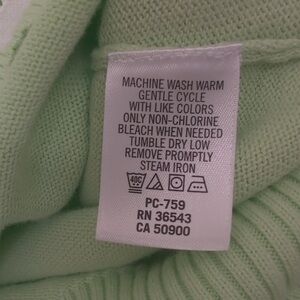 MACHINE WASH WARM
GENTLE CYCLE
WITH LIKE COLORS
ONLY NON-CHLORINE
BLEACH WHEN NEEDED
TUMBLE DRY LOW
REMOVE PROMPTLY
STEAM IRON
40C
PC-759
RN 36543
CA 50900